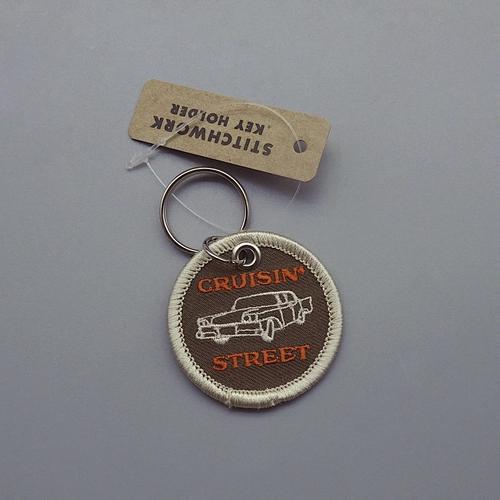 STITCHWORK
KEY HOLDER
CRUISIN'
STREET